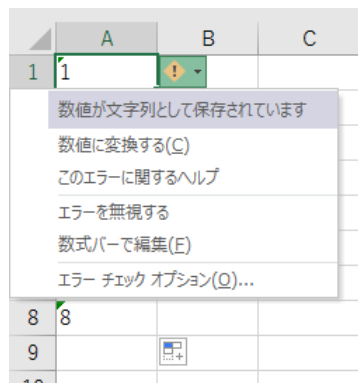 A B C
1 1
数値が文字列として保存されています
数値に変換する(C)
このエラーに関するヘルプ
エラーを無視する
数式バーで編集(F)
エラー チェック オプション(O)...
8 8
9
10